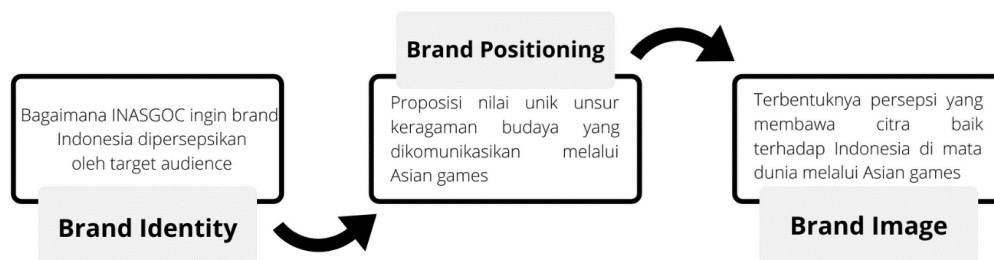 Bagaimana INASGOC ingin brand
Indonesia dipersepsikan
oleh target audience
Brand Identity
Brand Positioning
Proposisi nilai unik unsur
keragaman budaya yang
dikomunikasikan melalui
Asian games
Terbentuknya persepsi yang
membawa citra baik
terhadap Indonesia di mata
dunia melalui Asian games
Brand Image